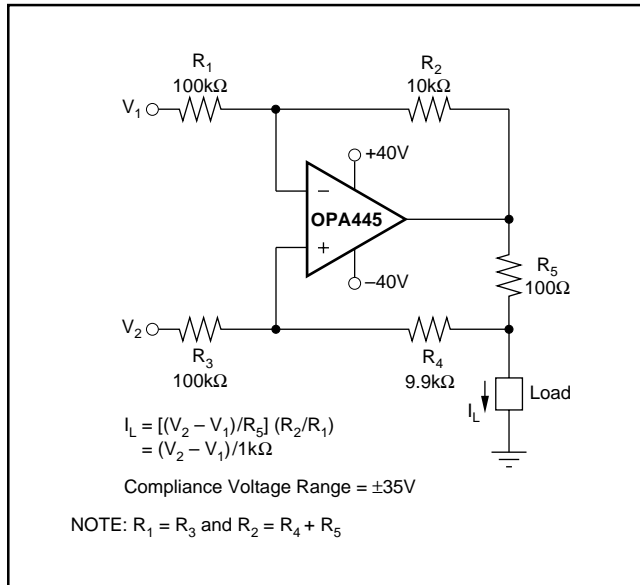 R1
100kΩ
R2
10kΩ
V1
+40V
–
OPA445
+
–40V
R5
100Ω
V2
R3
100kΩ
R4
9.9kΩ
Load
IL
IL = [(V2 – V1)/R5] (R2/R1)
= (V2 – V1)/1kΩ
Compliance Voltage Range = ±35V
NOTE: R1 = R3 and R2 = R4 + R5